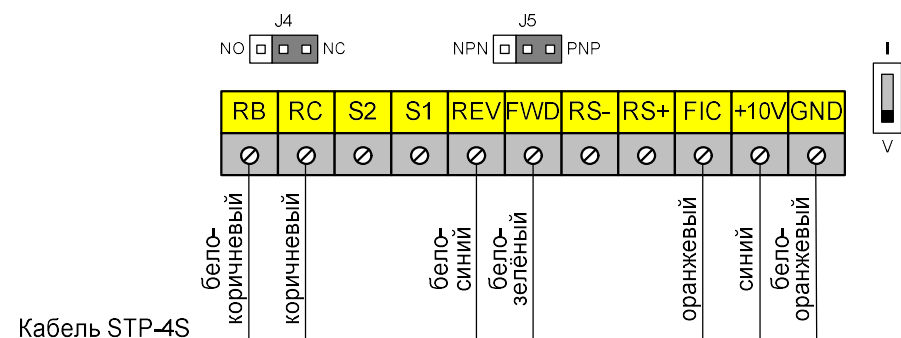 J4 J5
NO NC NPN PNP I
RB RC S2 S1 REV FWD RS- RS+ FIC +10V GND
V
бело-
коричневый
коричневый
бело-
синий
бело-
зелёный
оранжевый
синий
бело-
оранжевый
Кабель STP-4S